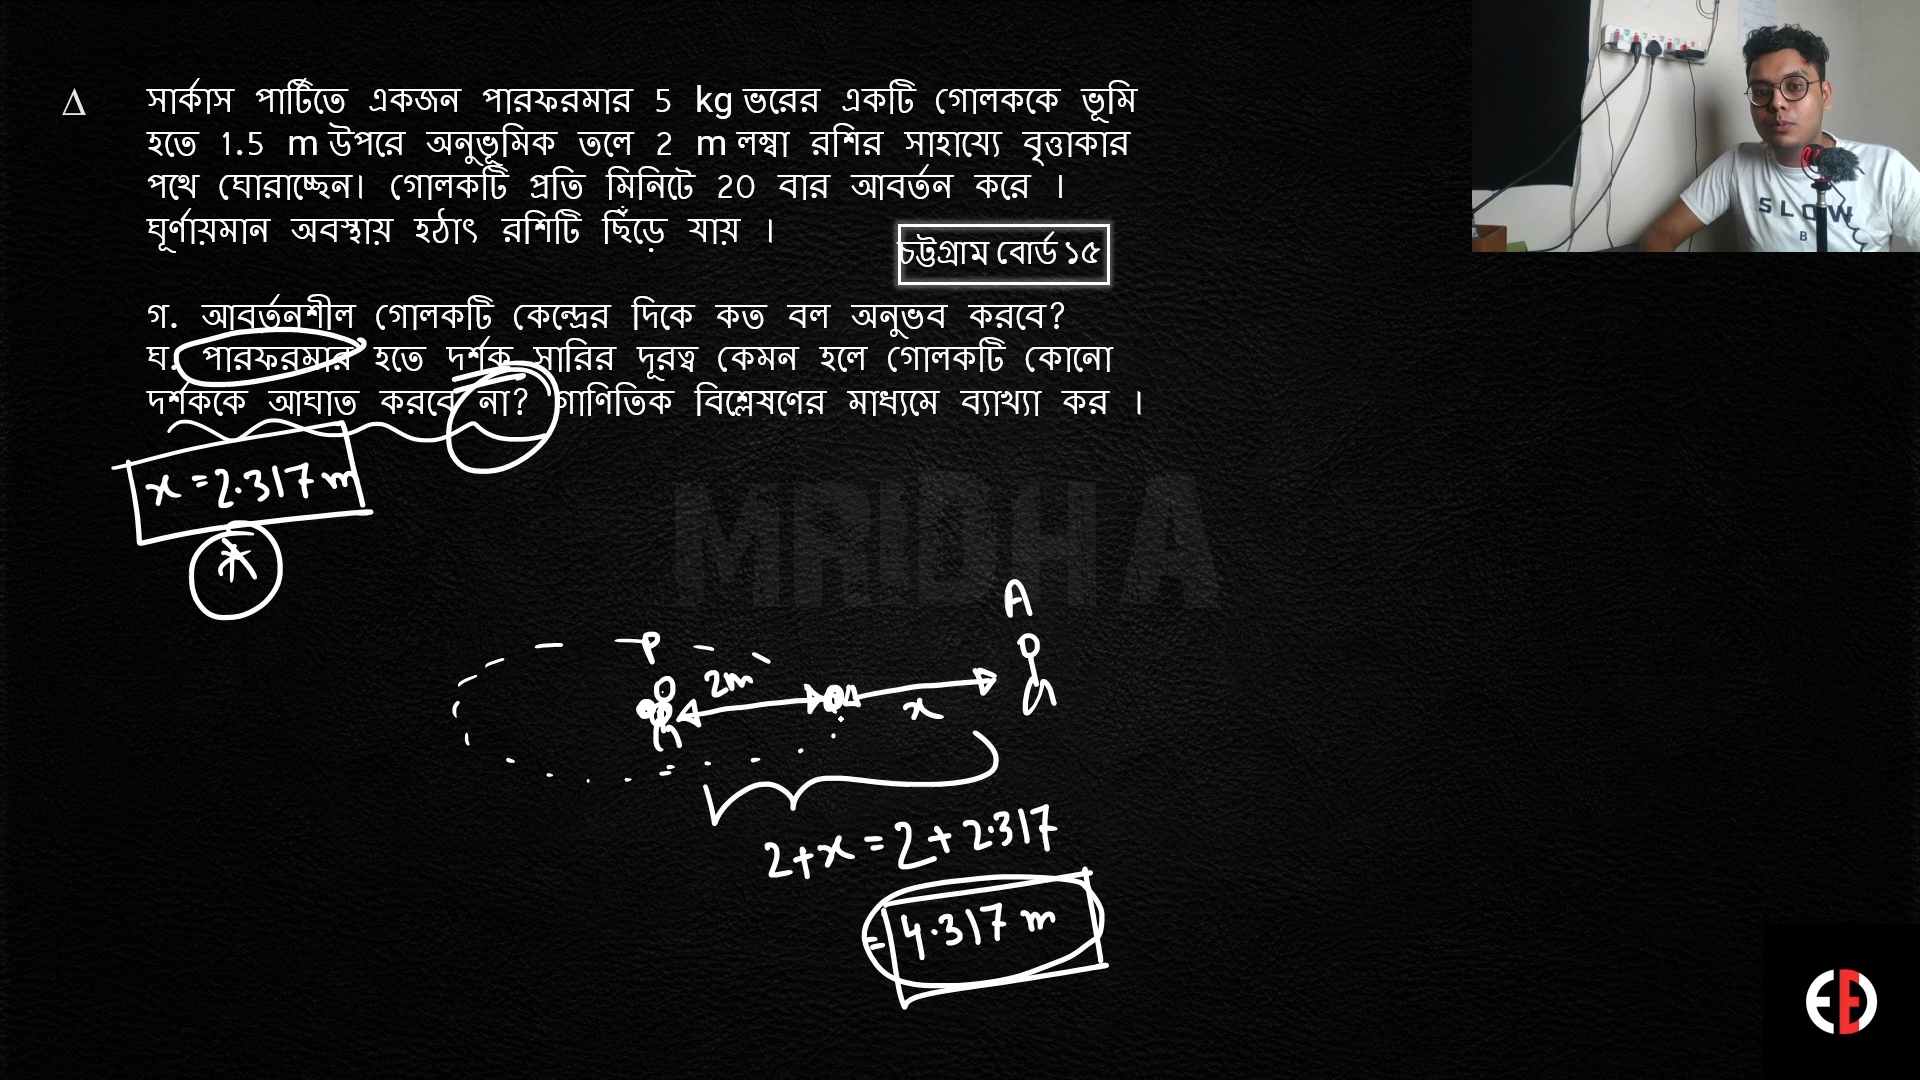 Δ সার্কাস পার্টিতে একজন পারফরমার 5 kg ভরের একটি গোলককে ভূমি
হতে 1.5 m উপরে অনুভূমিক তলে 2 m লম্বা রশির সাহায্যে বৃত্তাকার
পথে ঘোরাচ্ছেন। গোলকটি প্রতি মিনিটে 20 বার আবর্তন করে ।
ঘূর্ণায়মান অবস্থায় হঠাৎ রশিটি ছিঁড়ে যায় ।
চট্টগ্রাম বোর্ড ১৫
গ. আবর্তনশীল গোলকটি কেন্দ্রের দিকে কত বল অনুভব করবে?
ঘ. পারফরমার হতে দর্শক সারির দূরত্ব কেমন হলে গোলকটি কোনো
দর্শককে আঘাত করবে না? গাণিতিক বিশ্লেষণের মাধ্যমে ব্যাখ্যা কর ।
x = 2.317 m
MRIDHA
A
P
2m
x
2+x = 2+2.317
= 4.317 m
SLOW
B